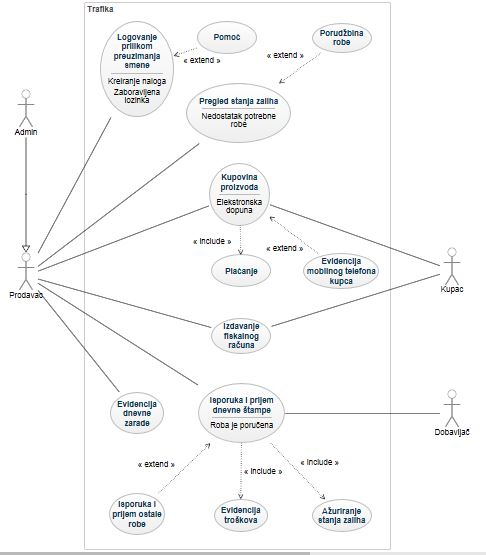 Trafika
Logovanje
prilikom
preuzimanja
smene
Kreiranje naloga
Zaboravljena
lozinka
Pomoč
« extend »
Porudžbina
robe
« extend »
Pregled stanja zaliha
Nedostatak potrebne
robe
Admin
Prodavac
Kupovina
proizvoda
Elekstronska
dopuna
« include »
« extend »
Plaćanje
Evidencija
mobilnog telefona
kupca
Kupac
Izdavanje
fiskalnog
računa
Evidencija
dnevne
zarade
Isporuka i prijem
dnevne štampe
Roba je poručena
Dobavljač
« extend »
« include »
« include »
Isporuka i
prijem ostale
robe
Evidencija
troškova
Ažuriranje
stanja zaliha